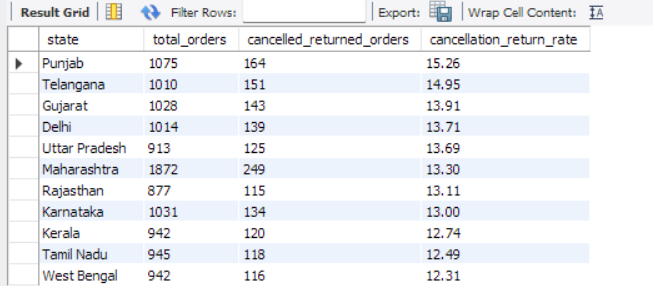 Result Grid Filter Rows: Export: Wrap Cell Content: IA
state total_orders cancelled_returned_orders cancellation_return_rate
Punjab 1075 164 15.26
Telangana 1010 151 14.95
Gujarat 1028 143 13.91
Delhi 1014 139 13.71
Uttar Pradesh 913 125 13.69
Maharashtra 1872 249 13.30
Rajasthan 877 115 13.11
Karnataka 1031 134 13.00
Kerala 942 120 12.74
Tamil Nadu 945 118 12.49
West Bengal 942 116 12.31